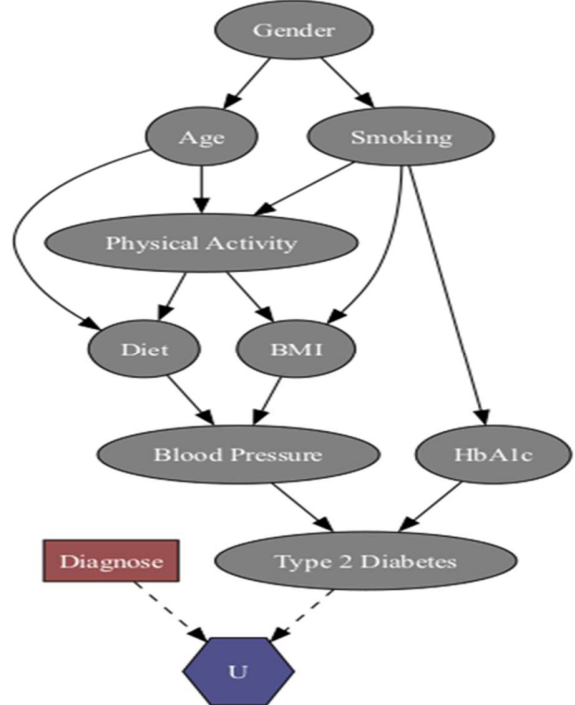 Gender
Age
Smoking
Physical Activity
Diet
BMI
Blood Pressure
HbA1c
Diagnose
Type 2 Diabetes
U